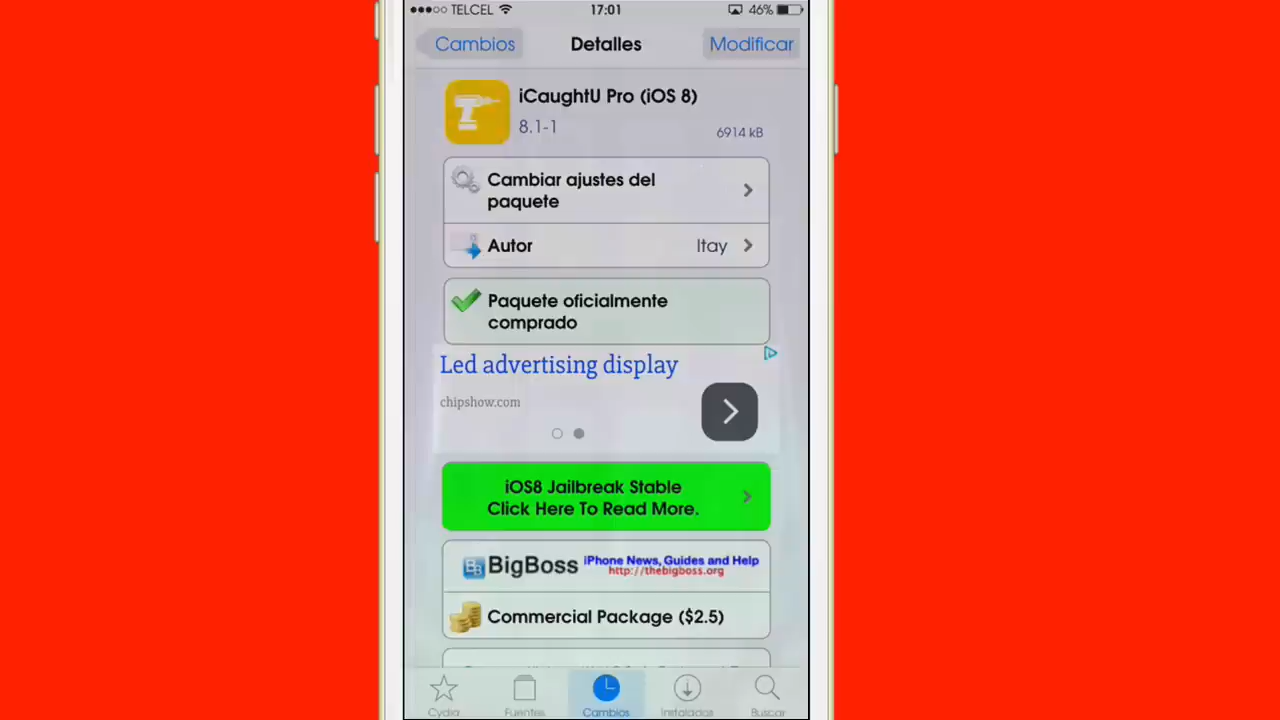 TELCEL 17:01 46%
Cambios Detalles Modificar
iCaughtU Pro (iOS 8)
8.1-1 6914 kB
Cambiar ajustes del
paquete
Autor Itay
Paquete oficialmente
comprado
Led advertising display
chipshow.com
iOS8 Jailbreak Stable
Click Here To Read More.
BigBoss iPhone News, Guides and Help
http://thebigboss.org
Commercial Package ($2.5)
Cydia Fuentes Cambios Instalados Buscar